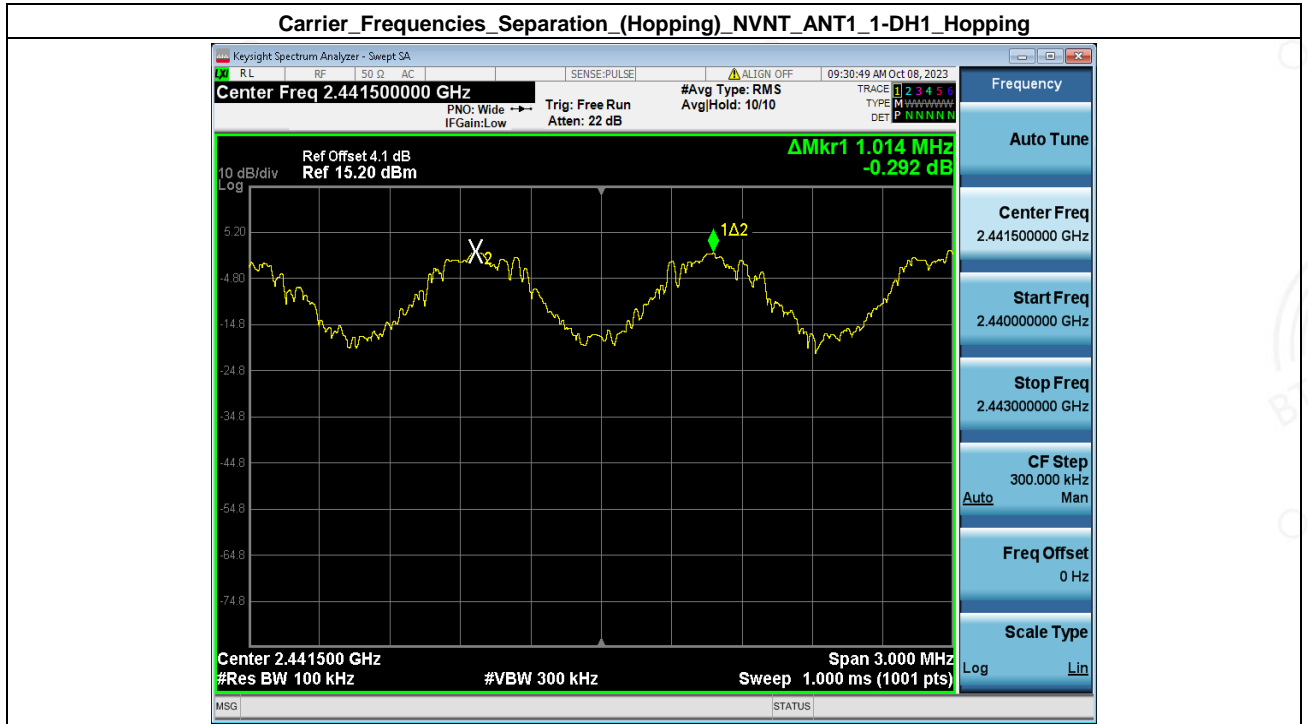 Carrier_Frequencies_Separation_(Hopping)_NVNT_ANT1_1-DH1_Hopping
Keysight Spectrum Analyzer - Swept SA
LXI RL RF 50 Ω AC SENSE:PULSE ALIGN OFF 09:30:49 AM Oct 08, 2023
Center Freq 2.441500000 GHz
#Avg Type: RMS
TRACE 1 2 3 4 5 6
PNO: Wide
Trig: Free Run
Avg|Hold: 10/10
TYPE M WWWWW
IFGain:Low
Atten: 22 dB
DET P N N N N N
ΔMkr1 1.014 MHz
Ref Offset 4.1 dB
-0.292 dB
10 dB/div Ref 15.20 dBm
Log
5.20
1Δ2
X2
-4.80
-14.8
-24.8
-34.8
-44.8
-54.8
-64.8
-74.8
Center 2.441500 GHz
Span 3.000 MHz
#Res BW 100 kHz
#VBW 300 kHz
Sweep 1.000 ms (1001 pts)
MSG
STATUS
Frequency
Auto Tune
Center Freq
2.441500000 GHz
Start Freq
2.440000000 GHz
Stop Freq
2.443000000 GHz
CF Step
300.000 kHz
Auto Man
Freq Offset
0 Hz
Scale Type
Log Lin